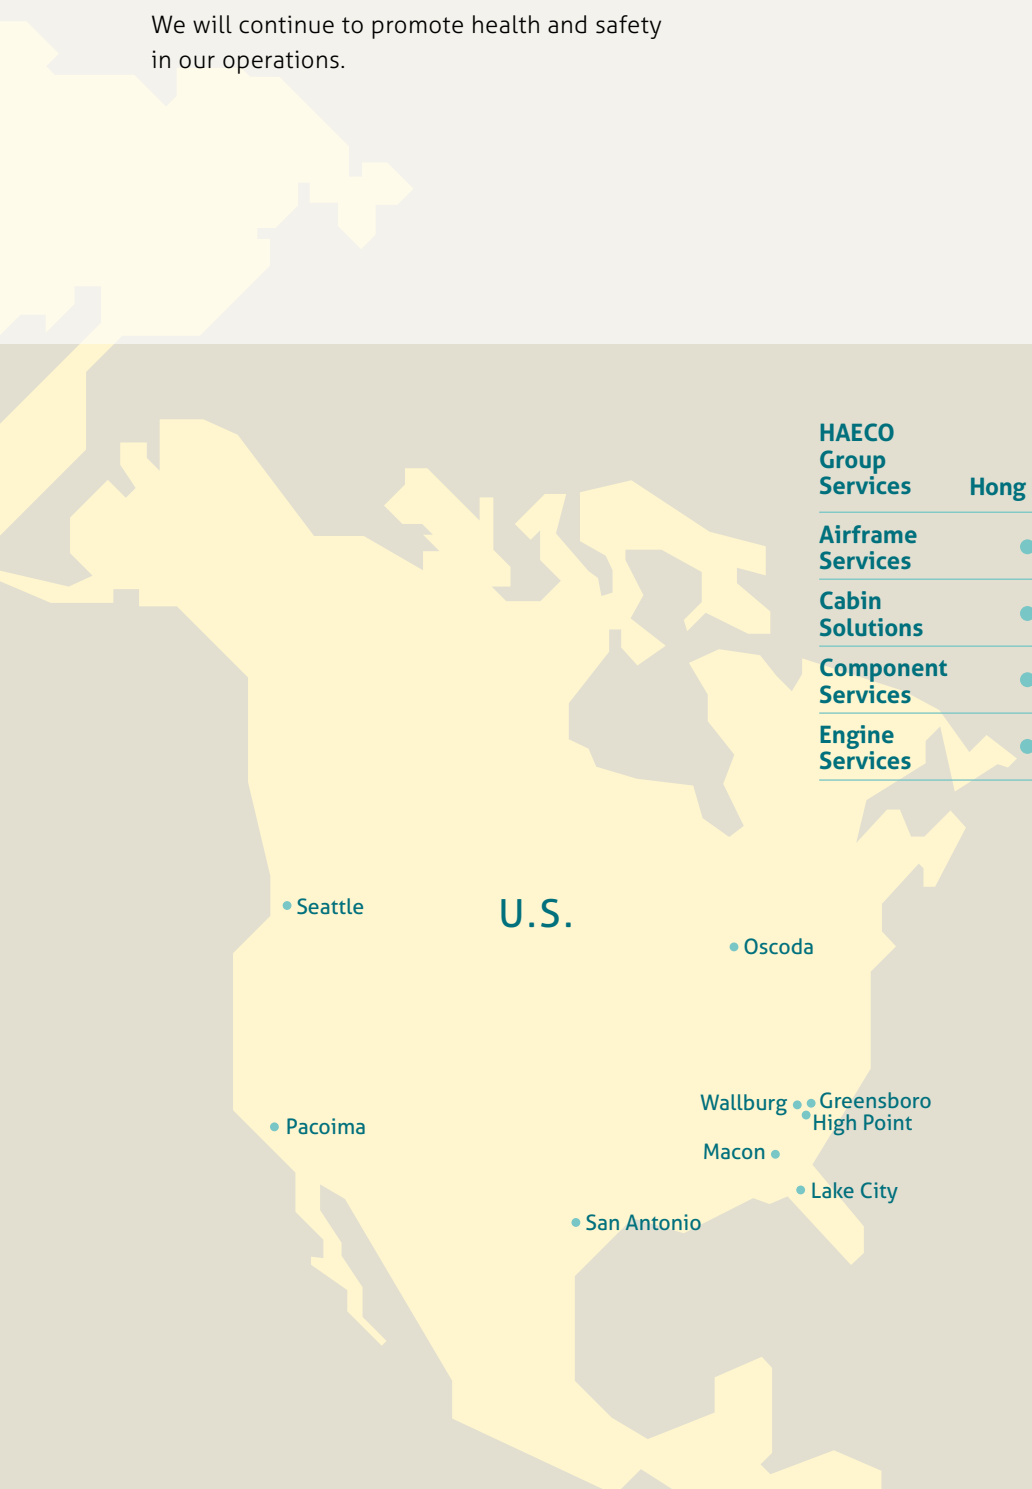 We will continue to promote health and safety
in our operations.
HAECO
Group
Services
Hong
Airframe
Services
Cabin
Solutions
Component
Services
Engine
Services
Seattle
U.S.
Oscoda
Wallburg
Greensboro
High Point
Pacoima
Macon
Lake City
San Antonio